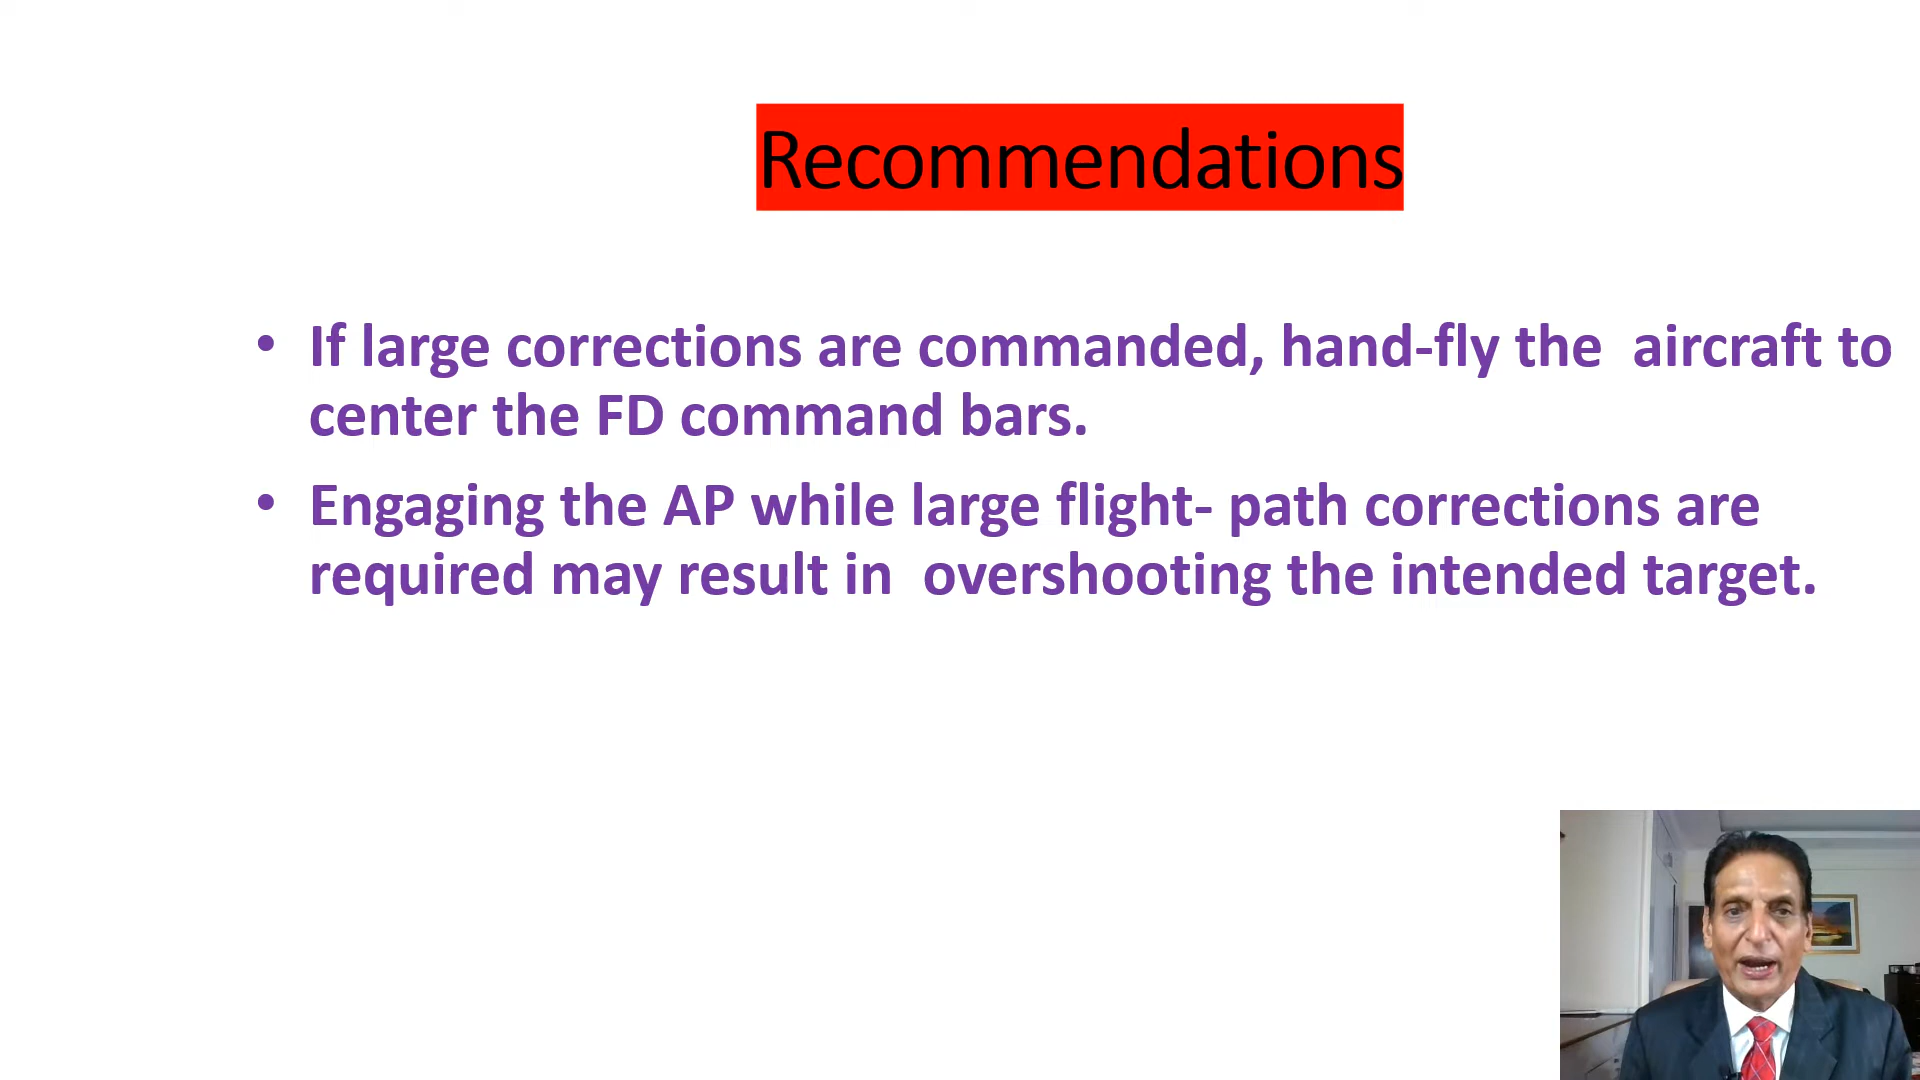 Recommendations
• If large corrections are commanded, hand-fly the  aircraft to
center the FD command bars.
• Engaging the AP while large flight- path corrections are
required may result in  overshooting the intended target.